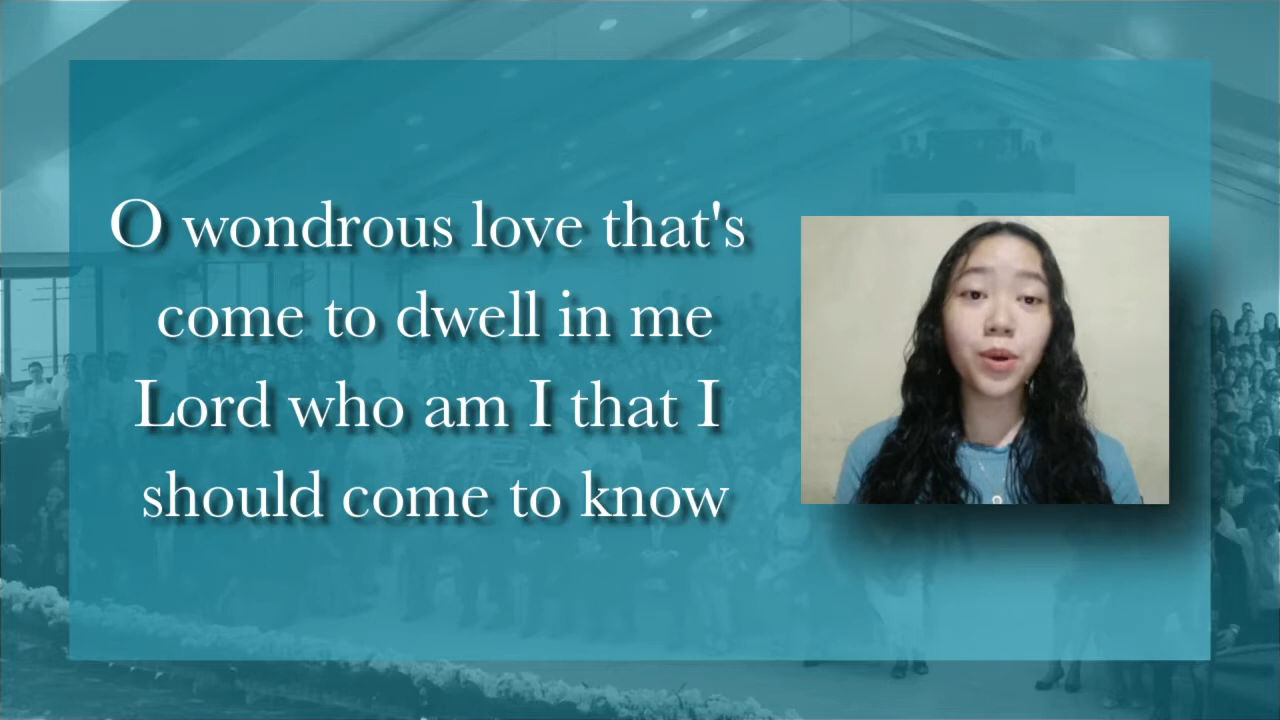 O wondrous love that's
come to dwell in me
Lord who am I that I
should come to know